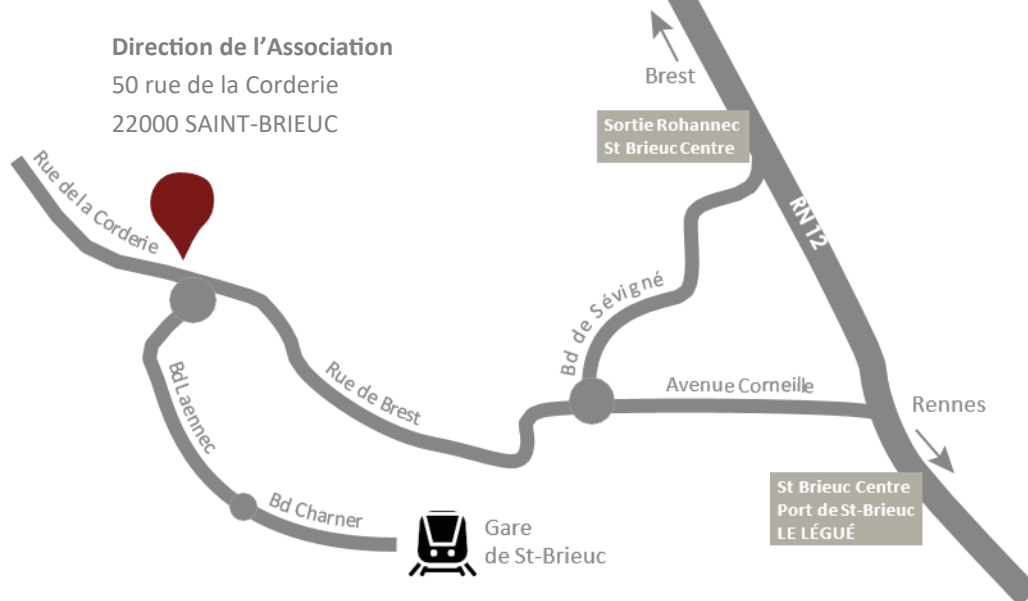 Direction de l'Association
50 rue de la Corderie
22000 SAINT-BRIEUC
Brest
Sortie Rohannec
St Brieuc Centre
Rue de la Corderie
RN 12
Bd de Sévigné
Bd Laennec
Rue de Brest
Avenue Corneille
Rennes
St Brieuc Centre
Port de St-Brieuc
LE LÉGUÉ
Bd Charner
Gare
de St-Brieuc